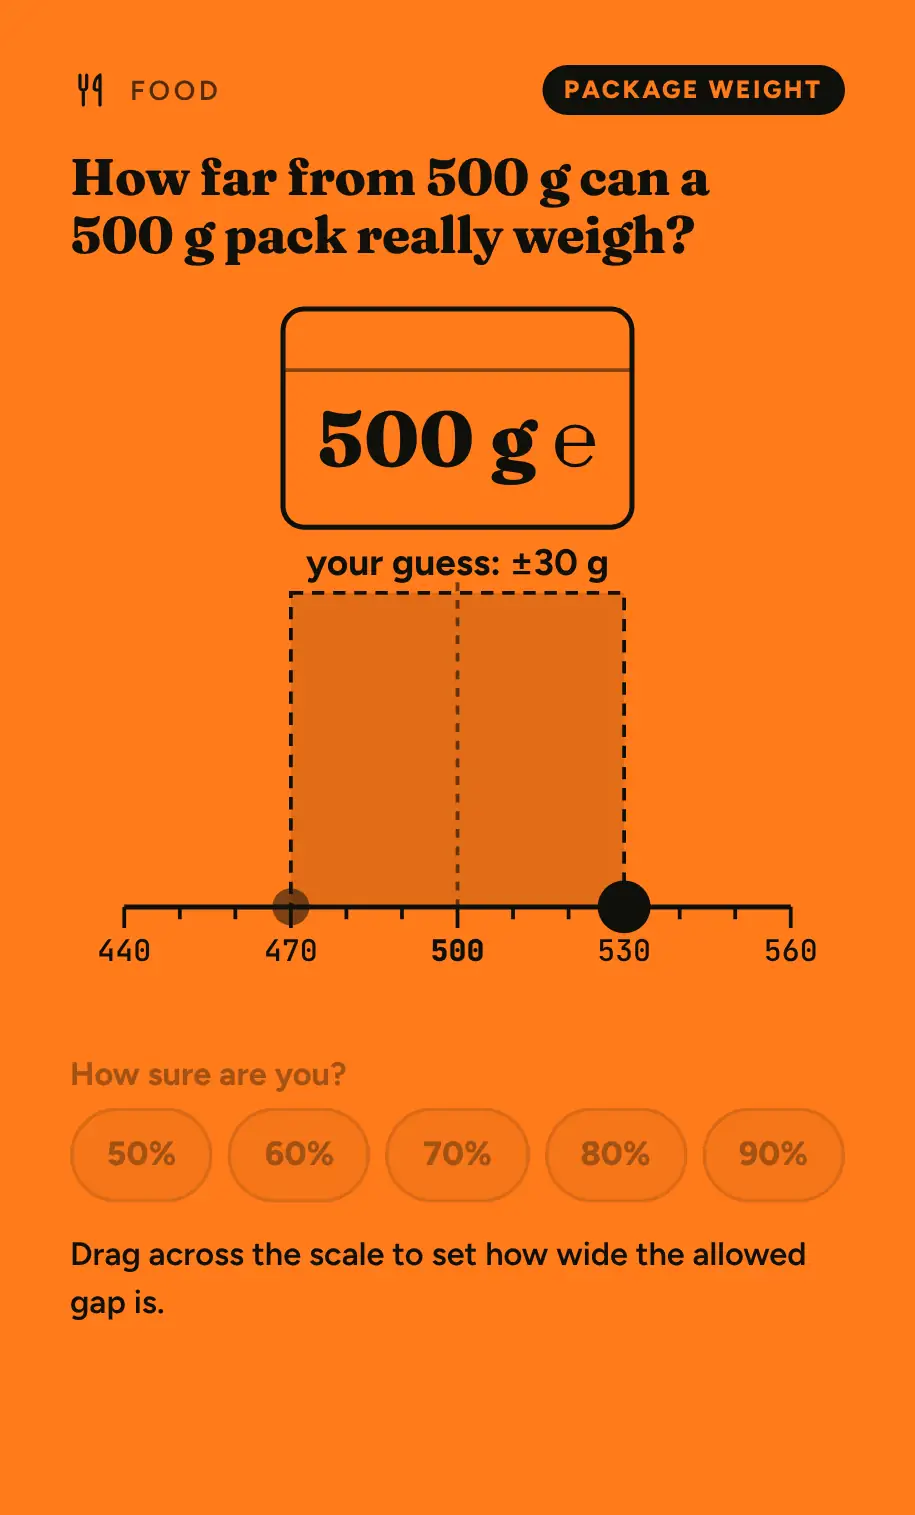 FOOD
PACKAGE WEIGHT
How far from 500 g can a
500 g pack really weigh?
500 g ℮
your guess: ±30 g
440 470 500 530 560
How sure are you?
50% 60% 70% 80% 90%
Drag across the scale to set how wide the allowed
gap is.